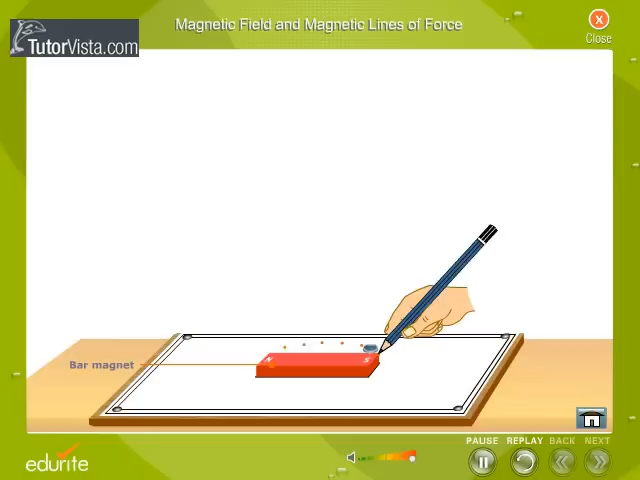 Magnetic Field and Magnetic Lines of Force
TutorVista.com
X
Close
N
S
Bar magnet
PAUSE REPLAY BACK NEXT
edurite